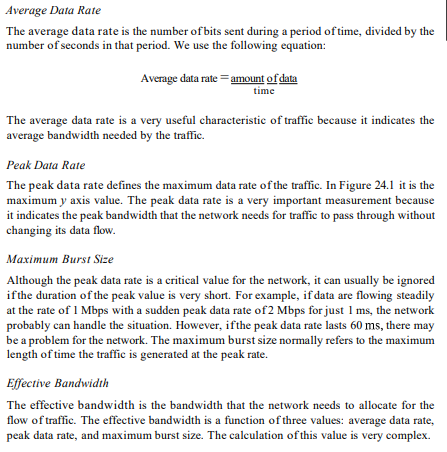 Average Data Rate
The average data rate is the number of bits sent during a period of time, divided by the
number of seconds in that period. We use the following equation:
Average data rate = amount of data
time
The average data rate is a very useful characteristic of traffic because it indicates the
average bandwidth needed by the traffic.
Peak Data Rate
The peak data rate defines the maximum data rate of the traffic. In Figure 24.1 it is the
maximum y axis value. The peak data rate is a very important measurement because
it indicates the peak bandwidth that the network needs for traffic to pass through without
changing its data flow.
Maximum Burst Size
Although the peak data rate is a critical value for the network, it can usually be ignored
if the duration of the peak value is very short. For example, if data are flowing steadily
at the rate of 1 Mbps with a sudden peak data rate of 2 Mbps for just 1 ms, the network
probably can handle the situation. However, if the peak data rate lasts 60 ms, there may
be a problem for the network. The maximum burst size normally refers to the maximum
length of time the traffic is generated at the peak rate.
Effective Bandwidth
The effective bandwidth is the bandwidth that the network needs to allocate for the
flow of traffic. The effective bandwidth is a function of three values: average data rate,
peak data rate, and maximum burst size. The calculation of this value is very complex.